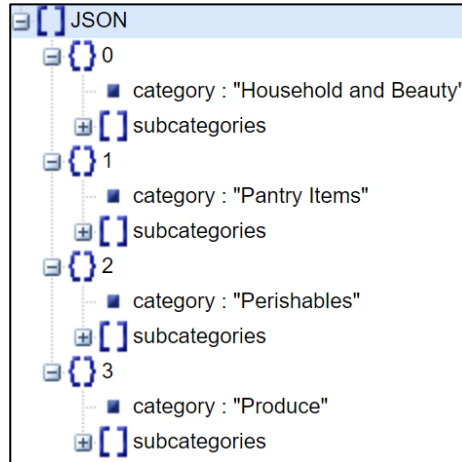 JSON
0
category : "Household and Beauty"
subcategories
1
category : "Pantry Items"
subcategories
2
category : "Perishables"
subcategories
3
category : "Produce"
subcategories